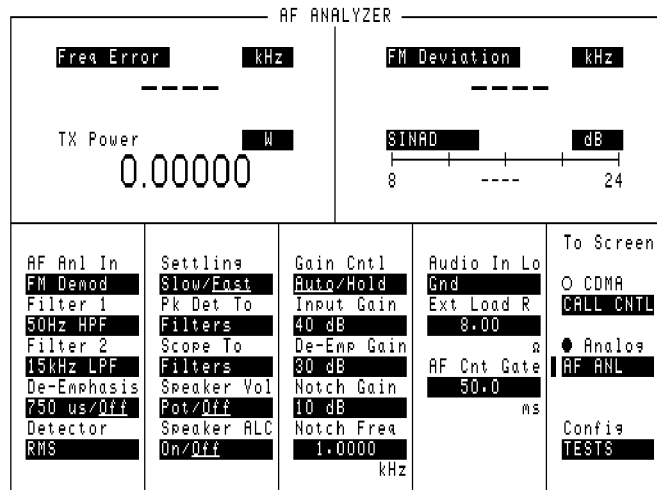 AF ANALYZER
Freq Error kHz
----
TX Power W
0.00000
FM Deviation kHz
----
SINAD dB
8 ---- 24
AF Anl In
FM Demod
Filter 1
50Hz HPF
Filter 2
15kHz LPF
De-Emphasis
750 us/Off
Detector
RMS
Settling
Slow/Fast
Pk Det To
Filters
Scope To
Filters
Speaker Vol
Pot/Off
Speaker ALC
On/Off
Gain Cntl
Auto/Hold
Input Gain
40 dB
De-Emp Gain
30 dB
Notch Gain
10 dB
Notch Freq
1.0000
kHz
Audio In Lo
Gnd
Ext Load R
8.00
Ω
AF Cnt Gate
50.0
ms
To Screen
CDMA
CALL CNTL
Analog
AF ANL
Config
TESTS